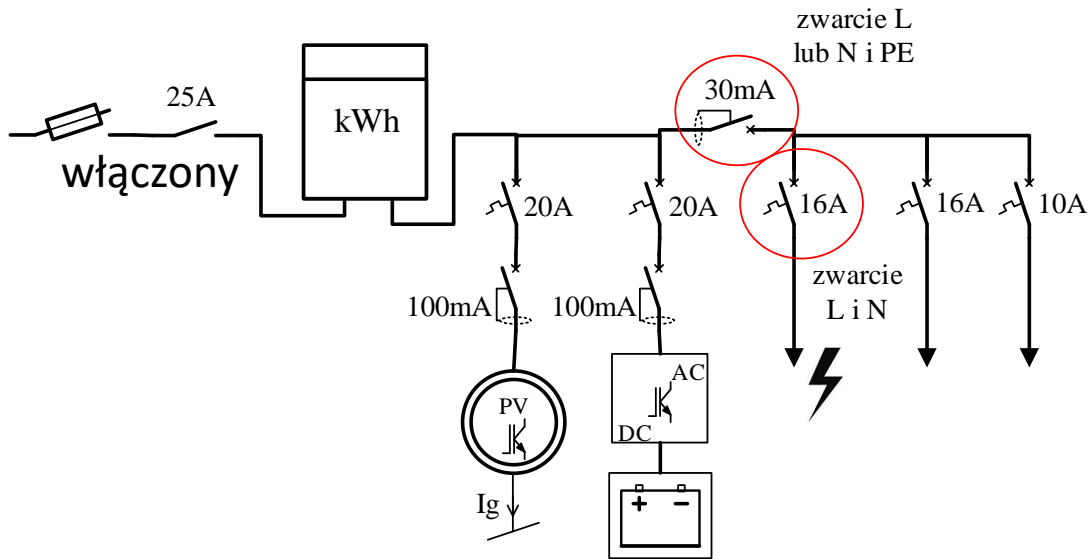 zwarcie L
lub N i PE
30mA
25A
kWh
włączony
20A
20A
16A
16A
10A
zwarcie
L i N
100mA
100mA
AC
DC
PV
Ig
+ −